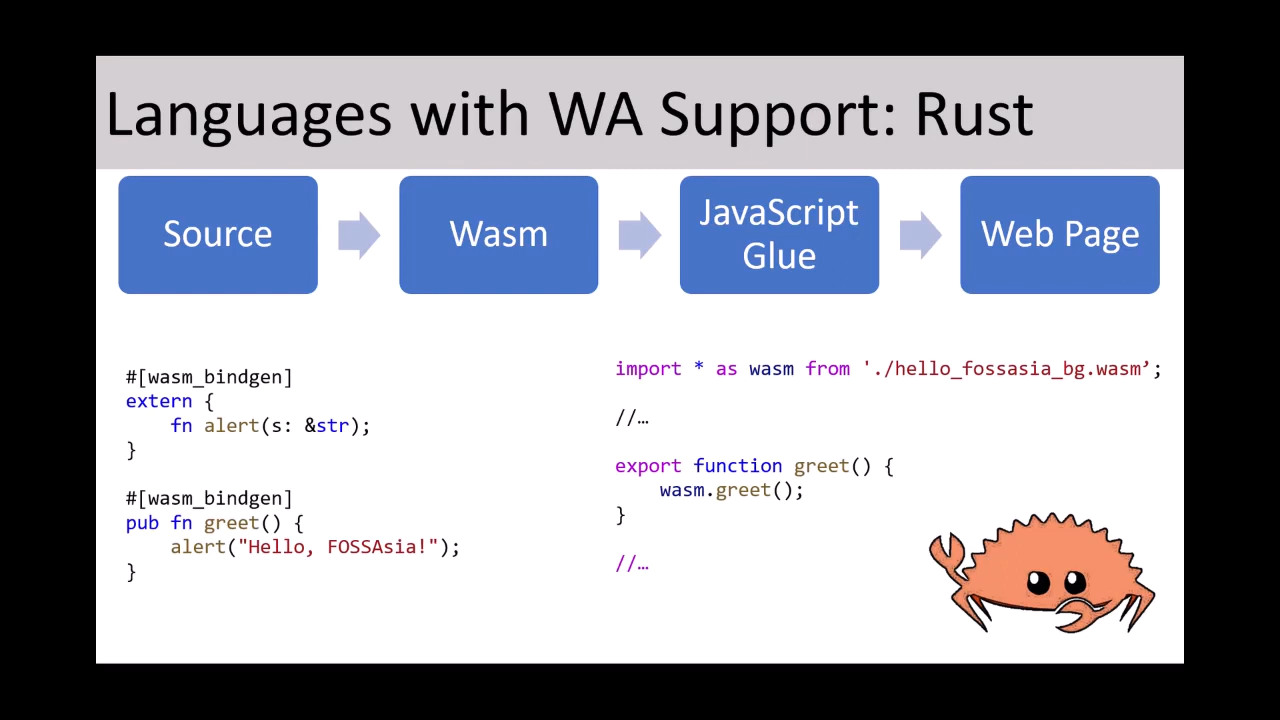 Languages with WA Support: Rust
Source
Wasm
JavaScript
Glue
Web Page
#[wasm_bindgen]
extern {
    fn alert(s: &str);
}
#[wasm_bindgen]
pub fn greet() {
    alert("Hello, FOSSAsia!");
}
import * as wasm from './hello_fossasia_bg.wasm’;
//…
export function greet() {
    wasm.greet();
}
//…